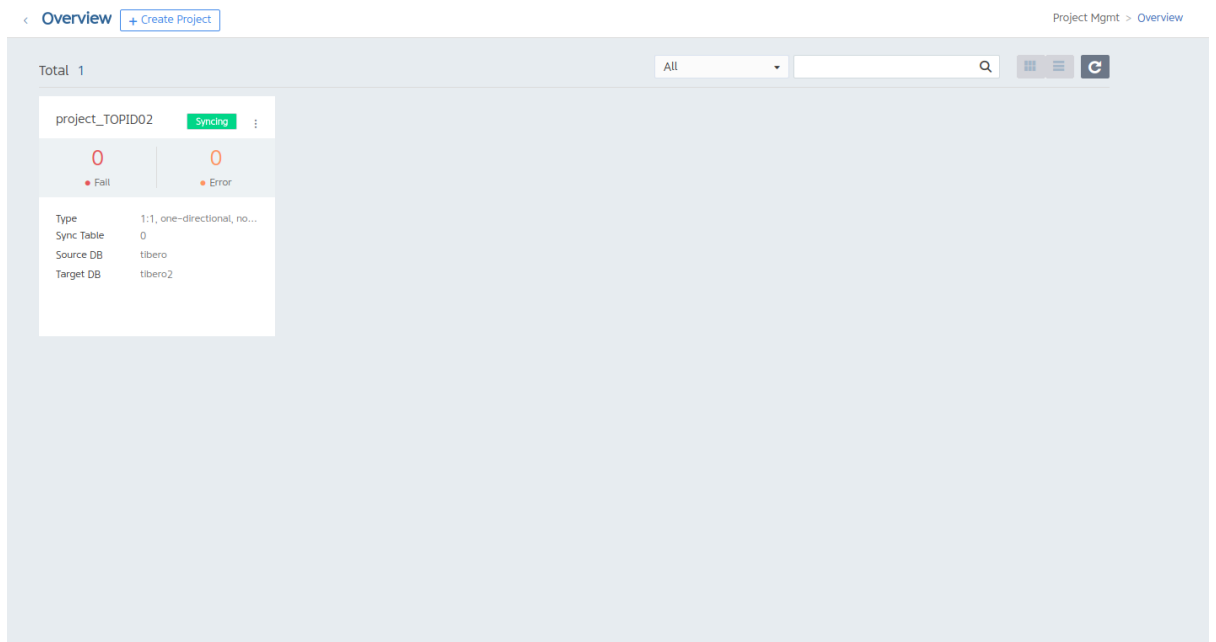 ‹ Overview + Create Project
Project Mgmt > Overview
Total 1
All
project_TOPID02 Syncing
0 0
Fail Error
Type 1:1, one-directional, no...
Sync Table 0
Source DB tibero
Target DB tibero2